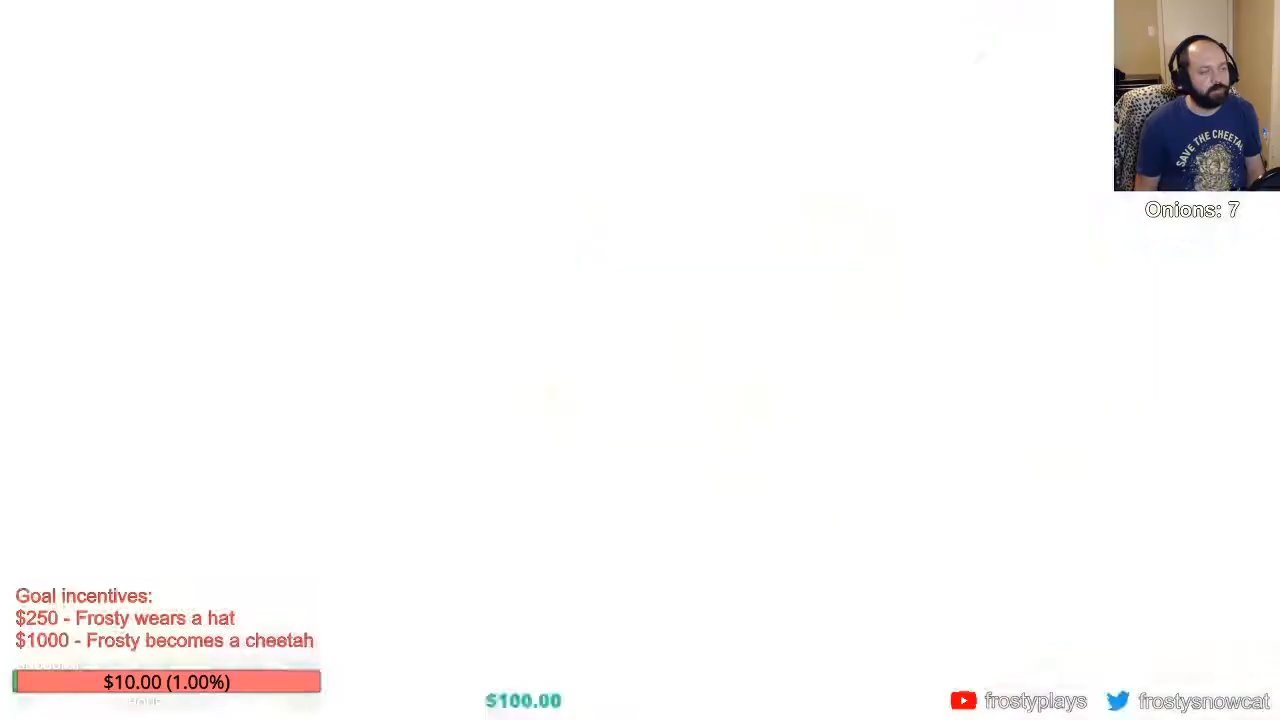 SAVE THE CHEETAH
Onions: 7
Goal incentives:
$250 - Frosty wears a hat
$1000 - Frosty becomes a cheetah
$10.00 (1.00%)
HOUR
$100.00
frostyplays
frostysnowcat